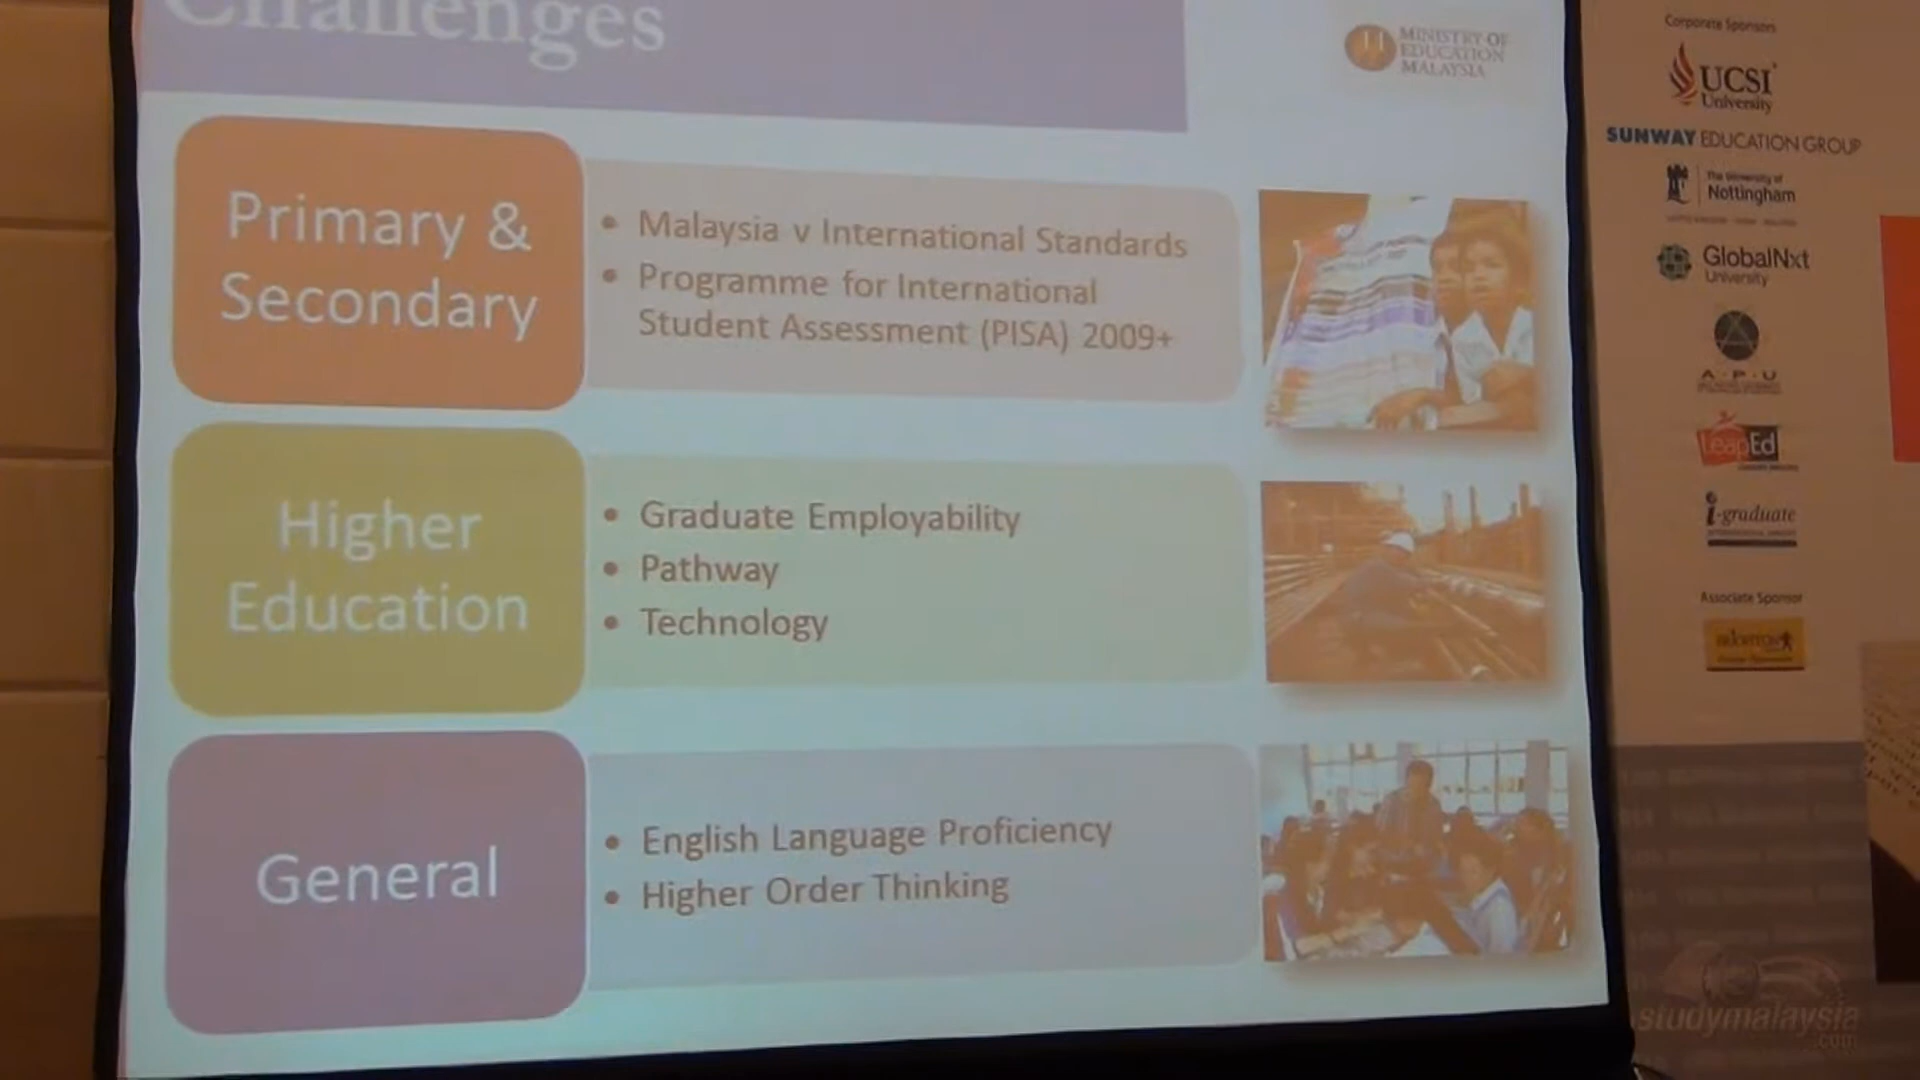 Challenges
MINISTRY OF
EDUCATION
MALAYSIA
Primary &
Secondary
• Malaysia v International Standards
• Programme for International
Student Assessment (PISA) 2009+
Higher
Education
• Graduate Employability
• Pathway
• Technology
General
• English Language Proficiency
• Higher Order Thinking
Corporate Sponsors
UCSI
University
SUNWAY EDUCATION GROUP
The University of
Nottingham
GlobalNxt
University
A·P·U
LeapEd
i-graduate
Associate Sponsor
studymalaysia
.com